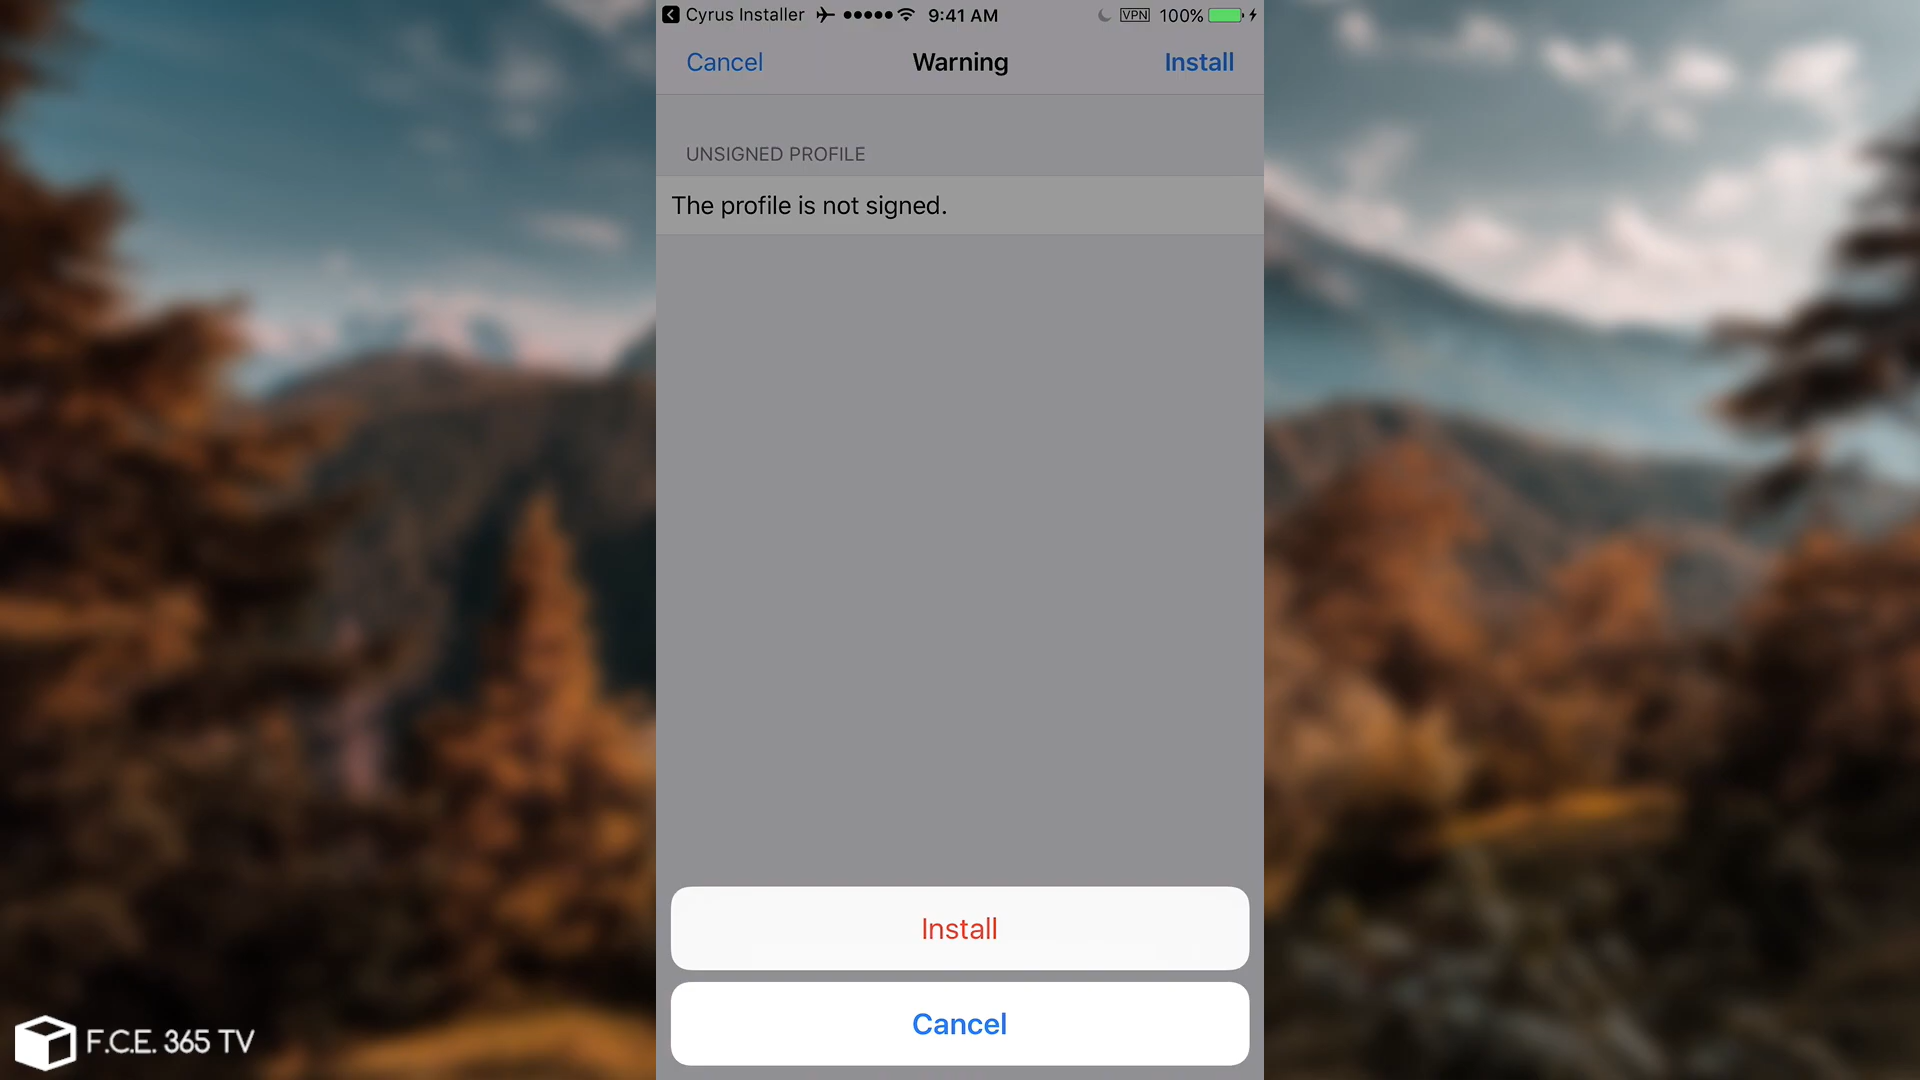 Cyrus Installer 9:41 AM VPN 100%
Cancel Warning Install
UNSIGNED PROFILE
The profile is not signed.
Install
Cancel
F.C.E. 365 TV